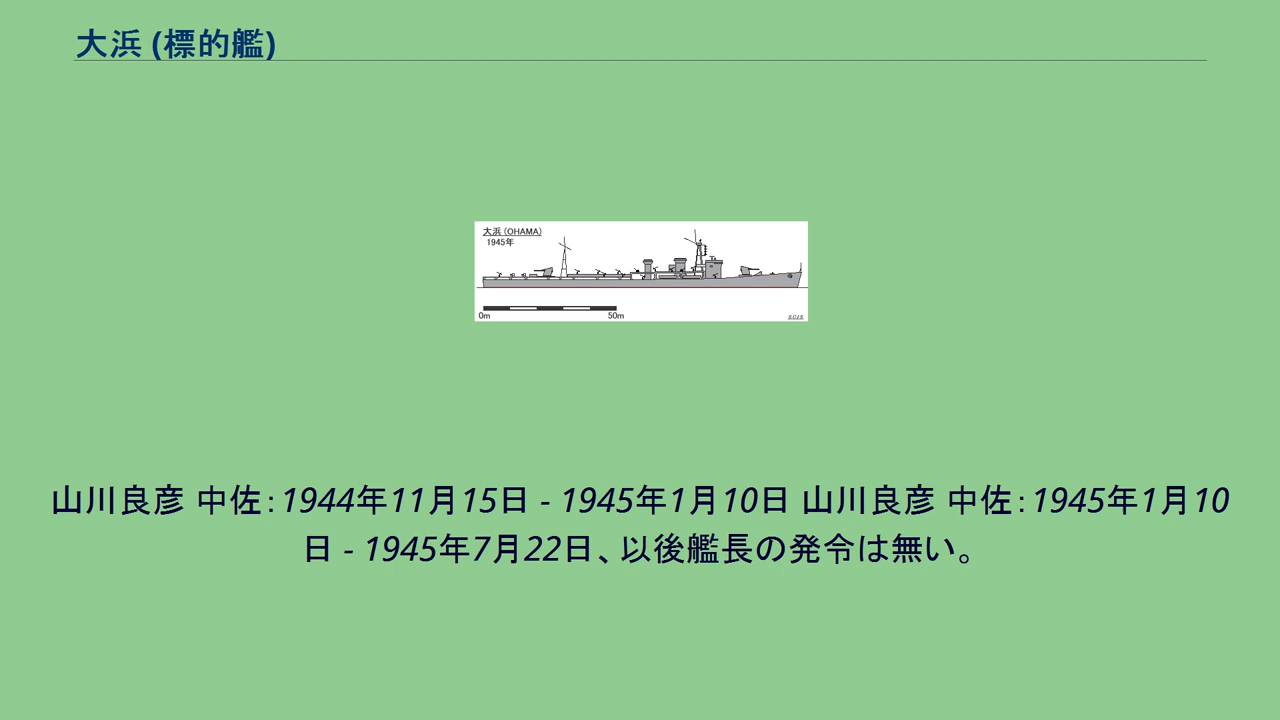 大浜 (標的艦)
大浜 (OHAMA)
1945年
0m 50m
S.C.J.S.
山川良彦 中佐：1944年11月15日 - 1945年1月10日 山川良彦 中佐：1945年1月10
日 - 1945年7月22日、以後艦長の発令は無い。